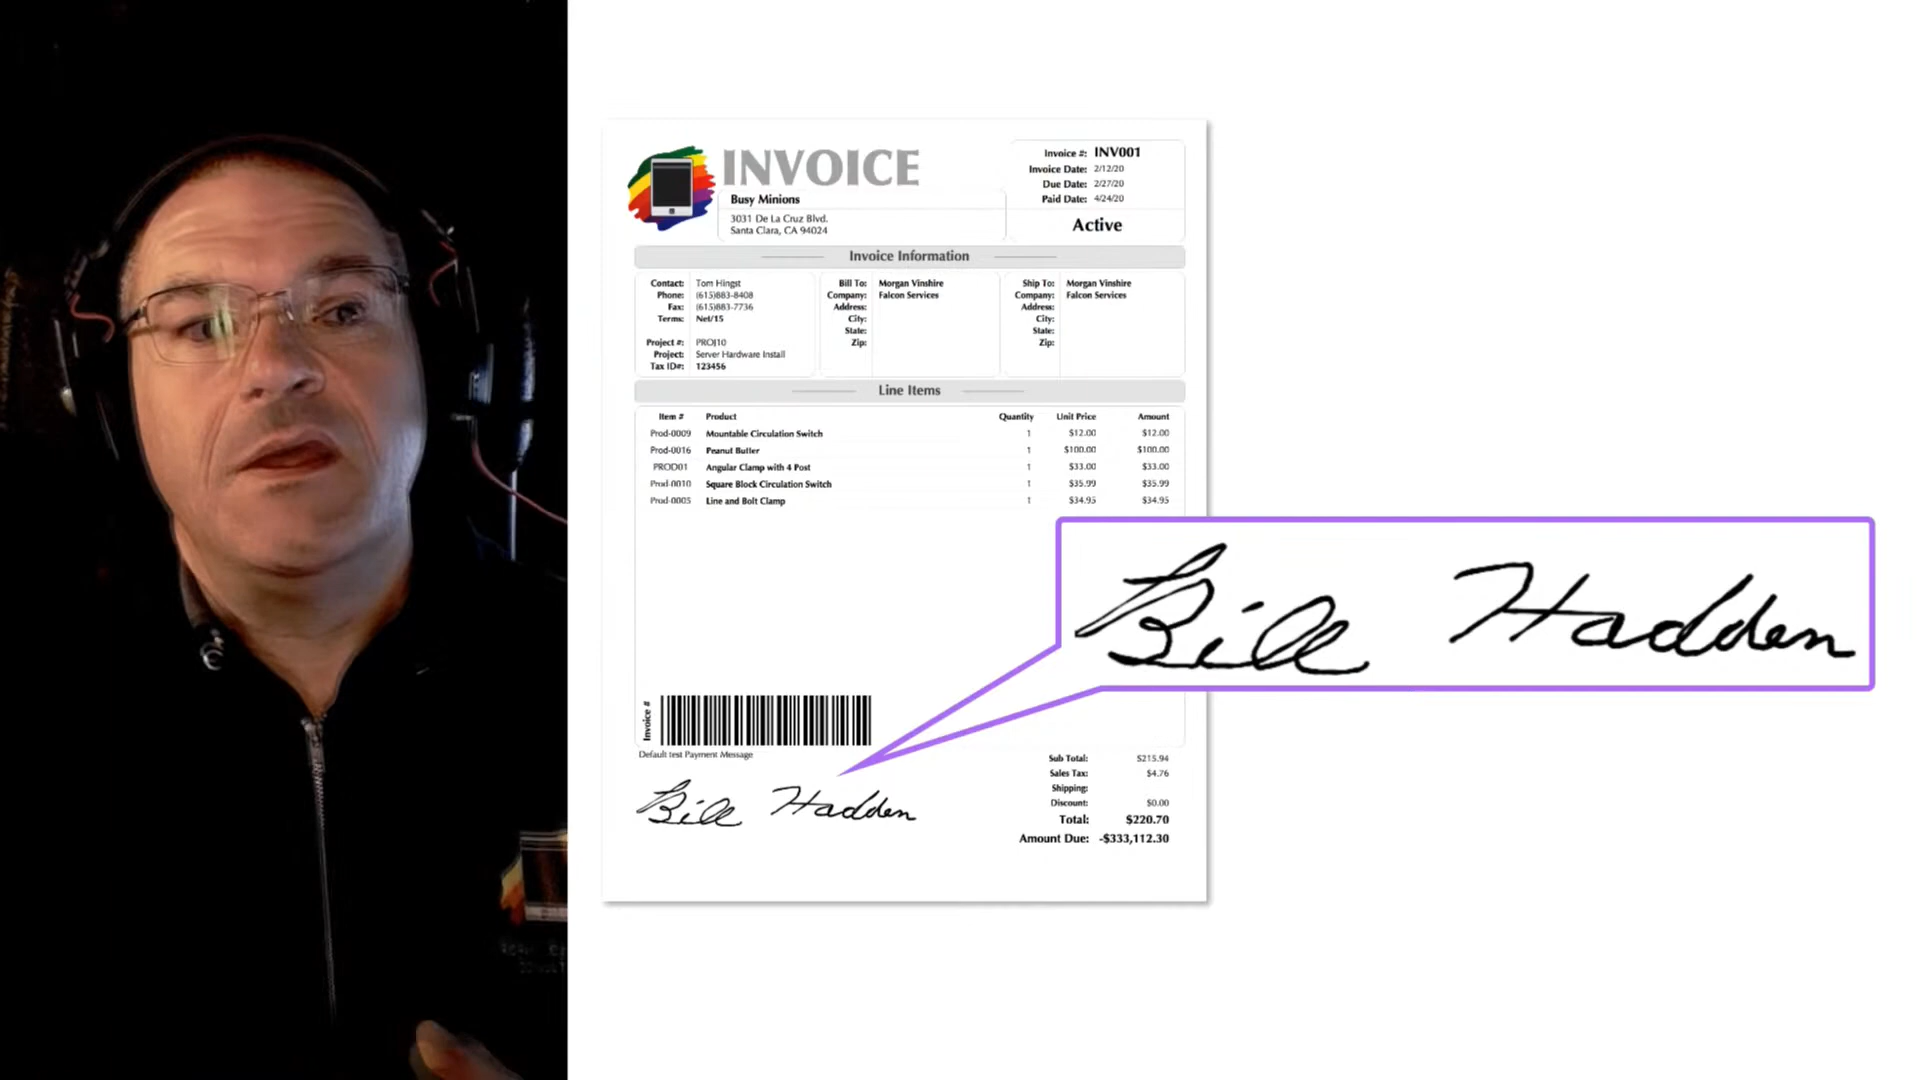 INVOICE
Busy Minions
3031 De La Cruz Blvd.
Santa Clara, CA 94024
Invoice #: INV001
Invoice Date: 2/12/20
Due Date: 2/27/20
Paid Date: 4/24/20
Active
Invoice Information
Contact: Tom Hingst
Phone: (615)883-8408
Fax: (615)883-7736
Terms: Net/15
Project #: PROJ10
Project: Server Hardware Install
Tax ID#: 123456
Bill To: Morgan Vinshire
Company: Falcon Services
Address:
City:
State:
Zip:
Ship To: Morgan Vinshire
Company: Falcon Services
Address:
City:
State:
Zip:
Line Items
Item # Product Quantity Unit Price Amount
Prod-0009 Mountable Circulation Switch 1 $12.00 $12.00
Prod-0016 Peanut Butter 1 $100.00 $100.00
PROD01 Angular Clamp with 4 Post 1 $33.00 $33.00
Prod-0010 Square Block Circulation Switch 1 $35.99 $35.99
Prod-0005 Line and Bolt Clamp 1 $34.95 $34.95
Bill Hadden
Invoice #
Default test Payment Message
Bill Hadden
Sub Total: $215.94
Sales Tax: $4.76
Shipping:
Discount: $0.00
Total: $220.70
Amount Due: -$333,112.30